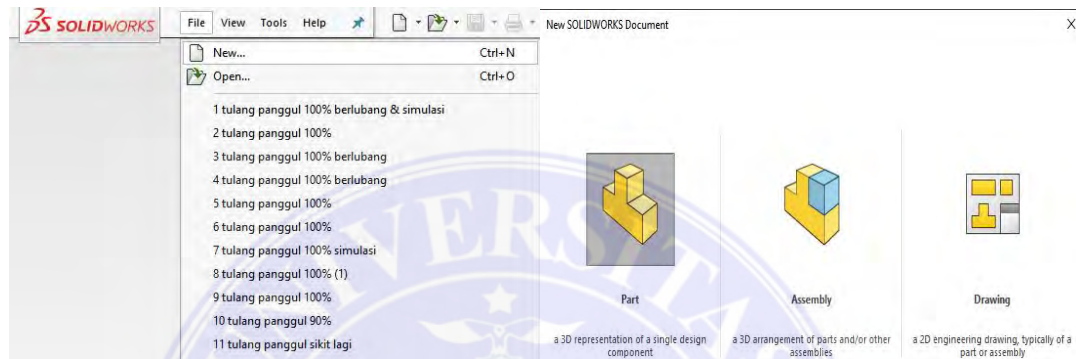 SOLIDWORKS
File View Tools Help
New... Ctrl+N
Open... Ctrl+O
1 tulang panggul 100% berlubang & simulasi
2 tulang panggul 100%
3 tulang panggul 100% berlubang
4 tulang panggul 100% berlubang
5 tulang panggul 100%
6 tulang panggul 100%
7 tulang panggul 100% simulasi
8 tulang panggul 100% (1)
9 tulang panggul 100%
10 tulang panggul 90%
11 tulang panggul sikit lagi
New SOLIDWORKS Document X
Part
a 3D representation of a single design
component
Assembly
a 3D arrangement of parts and/or other
assemblies
Drawing
a 2D engineering drawing, typically of a
part or assembly
VERSITA